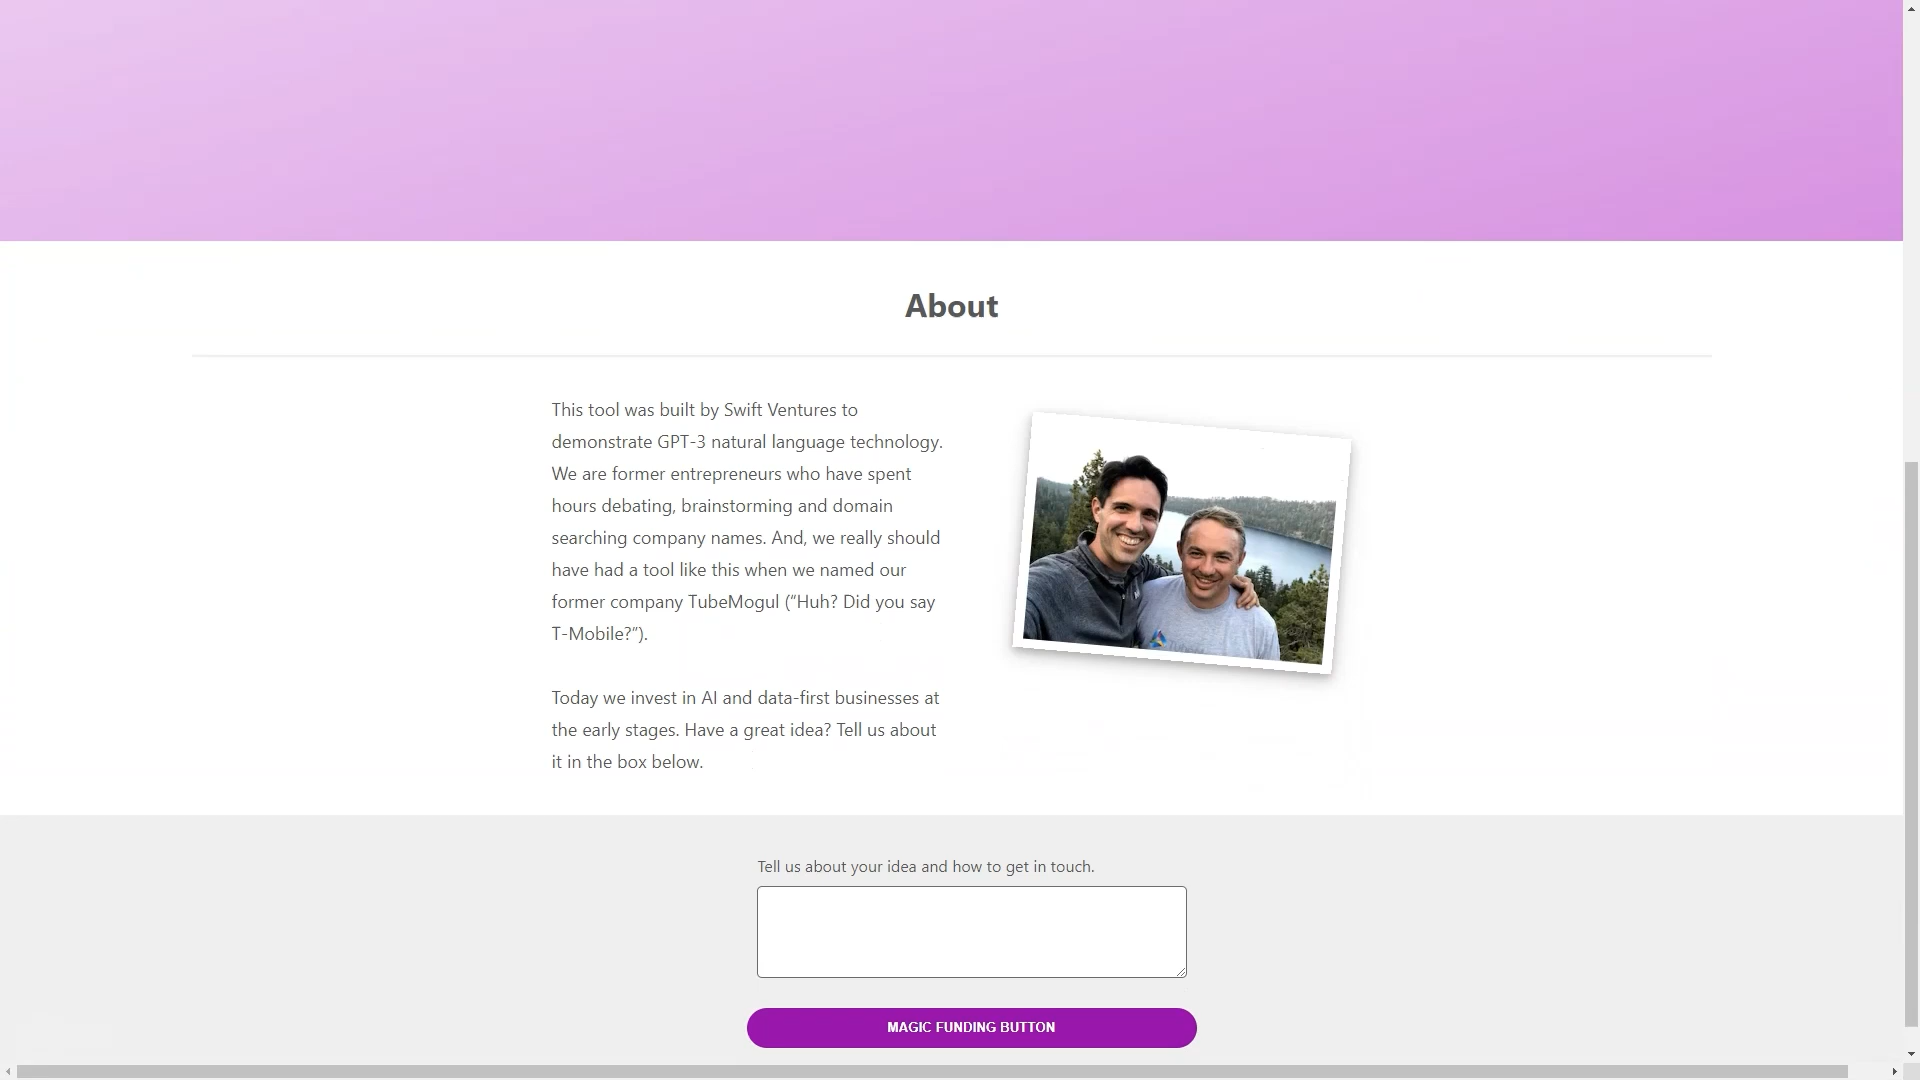 About
This tool was built by Swift Ventures to
demonstrate GPT-3 natural language technology.
We are former entrepreneurs who have spent
hours debating, brainstorming and domain
searching company names. And, we really should
have had a tool like this when we named our
former company TubeMogul (“Huh? Did you say
T-Mobile?”).
Today we invest in AI and data-first businesses at
the early stages. Have a great idea? Tell us about
it in the box below.
Tell us about your idea and how to get in touch.
MAGIC FUNDING BUTTON